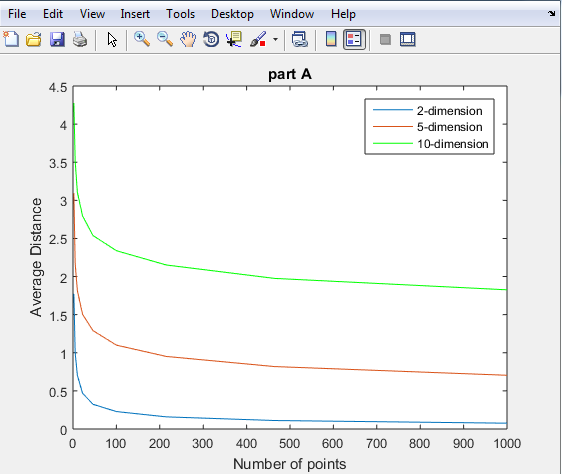 File Edit View Insert Tools Desktop Window Help
part A
4.5
4
3.5
3
2.5
2
1.5
1
0.5
0
Average Distance
2-dimension
5-dimension
10-dimension
0 100 200 300 400 500 600 700 800 900 1000
Number of points